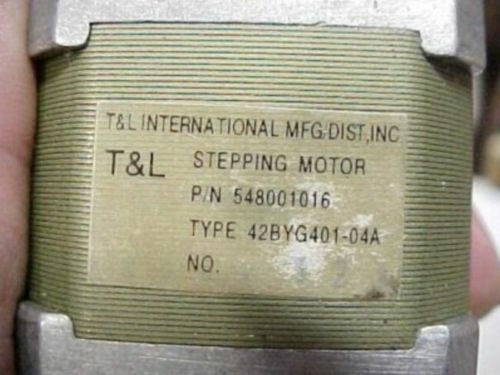 T&L INTERNATIONAL MFG/DIST,INC
T&L STEPPING MOTOR
P/N 548001016
TYPE 42BYG401-04A
NO.